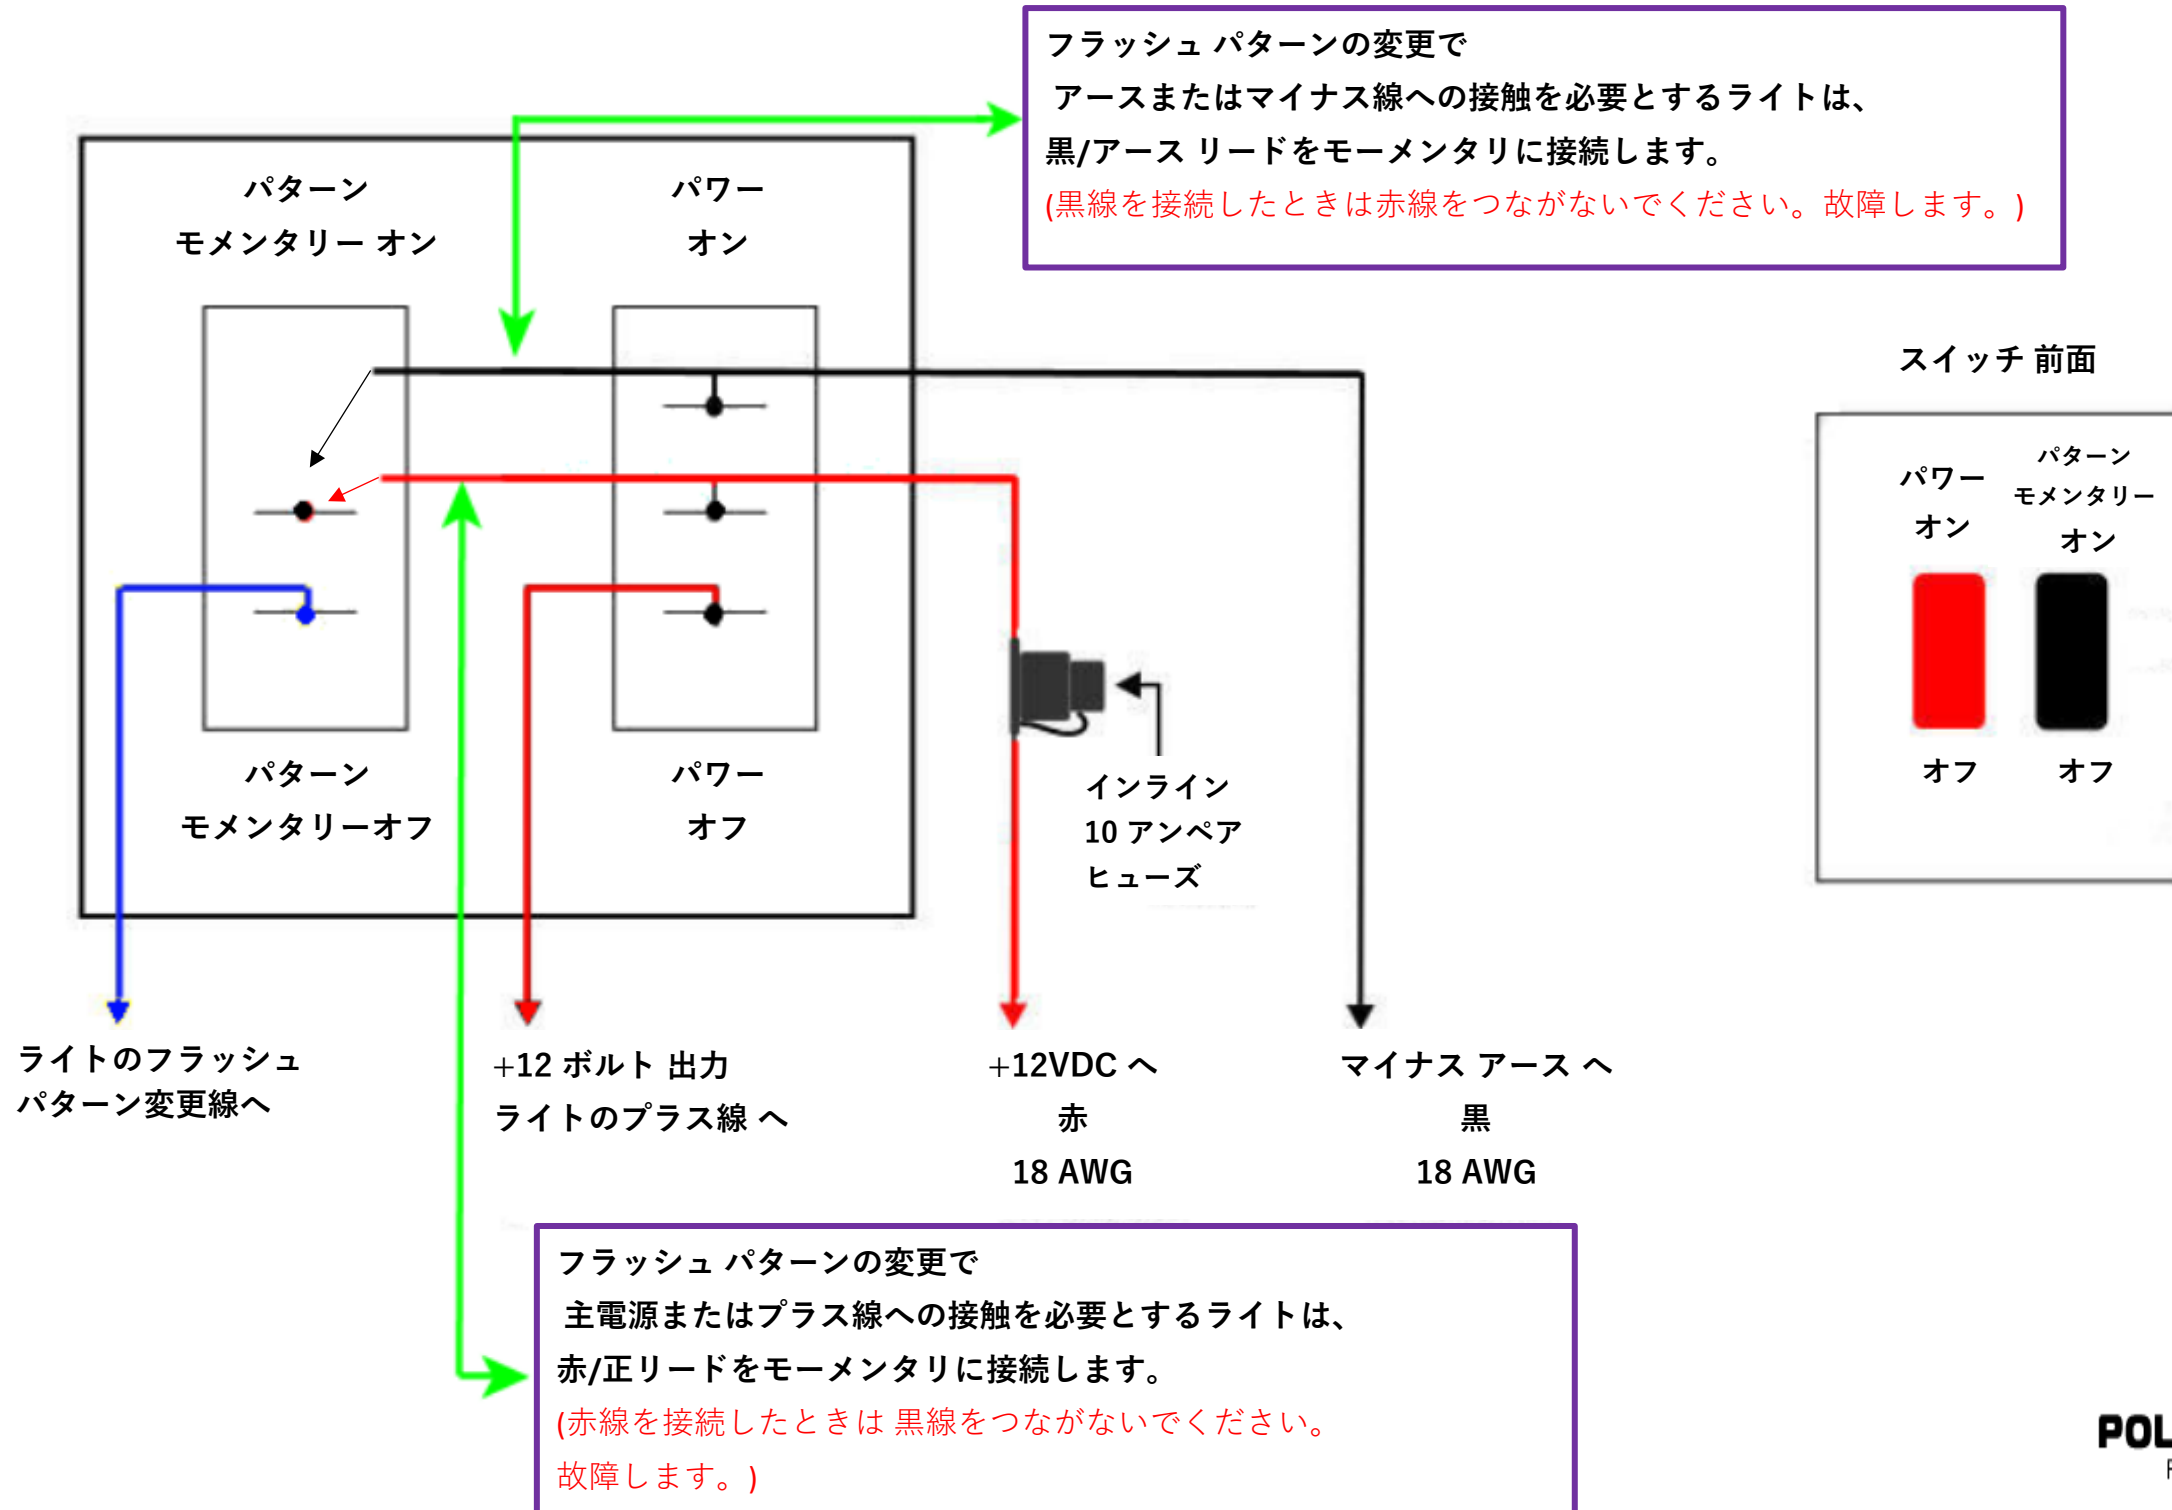 フラッシュ パターンの変更で
アースまたはマイナス線への接触を必要とするライトは、
黒/アース リードをモーメンタリに接続します。
(黒線を接続したときは赤線をつながないでください。故障します。)
パターン
モメンタリー オン
パワー
オン
スイッチ 前面
パワー
オン
パターン
モメンタリー
オン
オフ
オフ
パターン
モメンタリーオフ
パワー
オフ
インライン
10 アンペア
ヒューズ
ライトのフラッシュ
パターン変更線へ
+12 ボルト 出力
ライトのプラス線 へ
+12VDC へ
赤
18 AWG
マイナス アース へ
黒
18 AWG
フラッシュ パターンの変更で
主電源またはプラス線への接触を必要とするライトは、
赤/正リードをモーメンタリに接続します。
(赤線を接続したときは 黒線をつながないでください。
故障します。)
POL